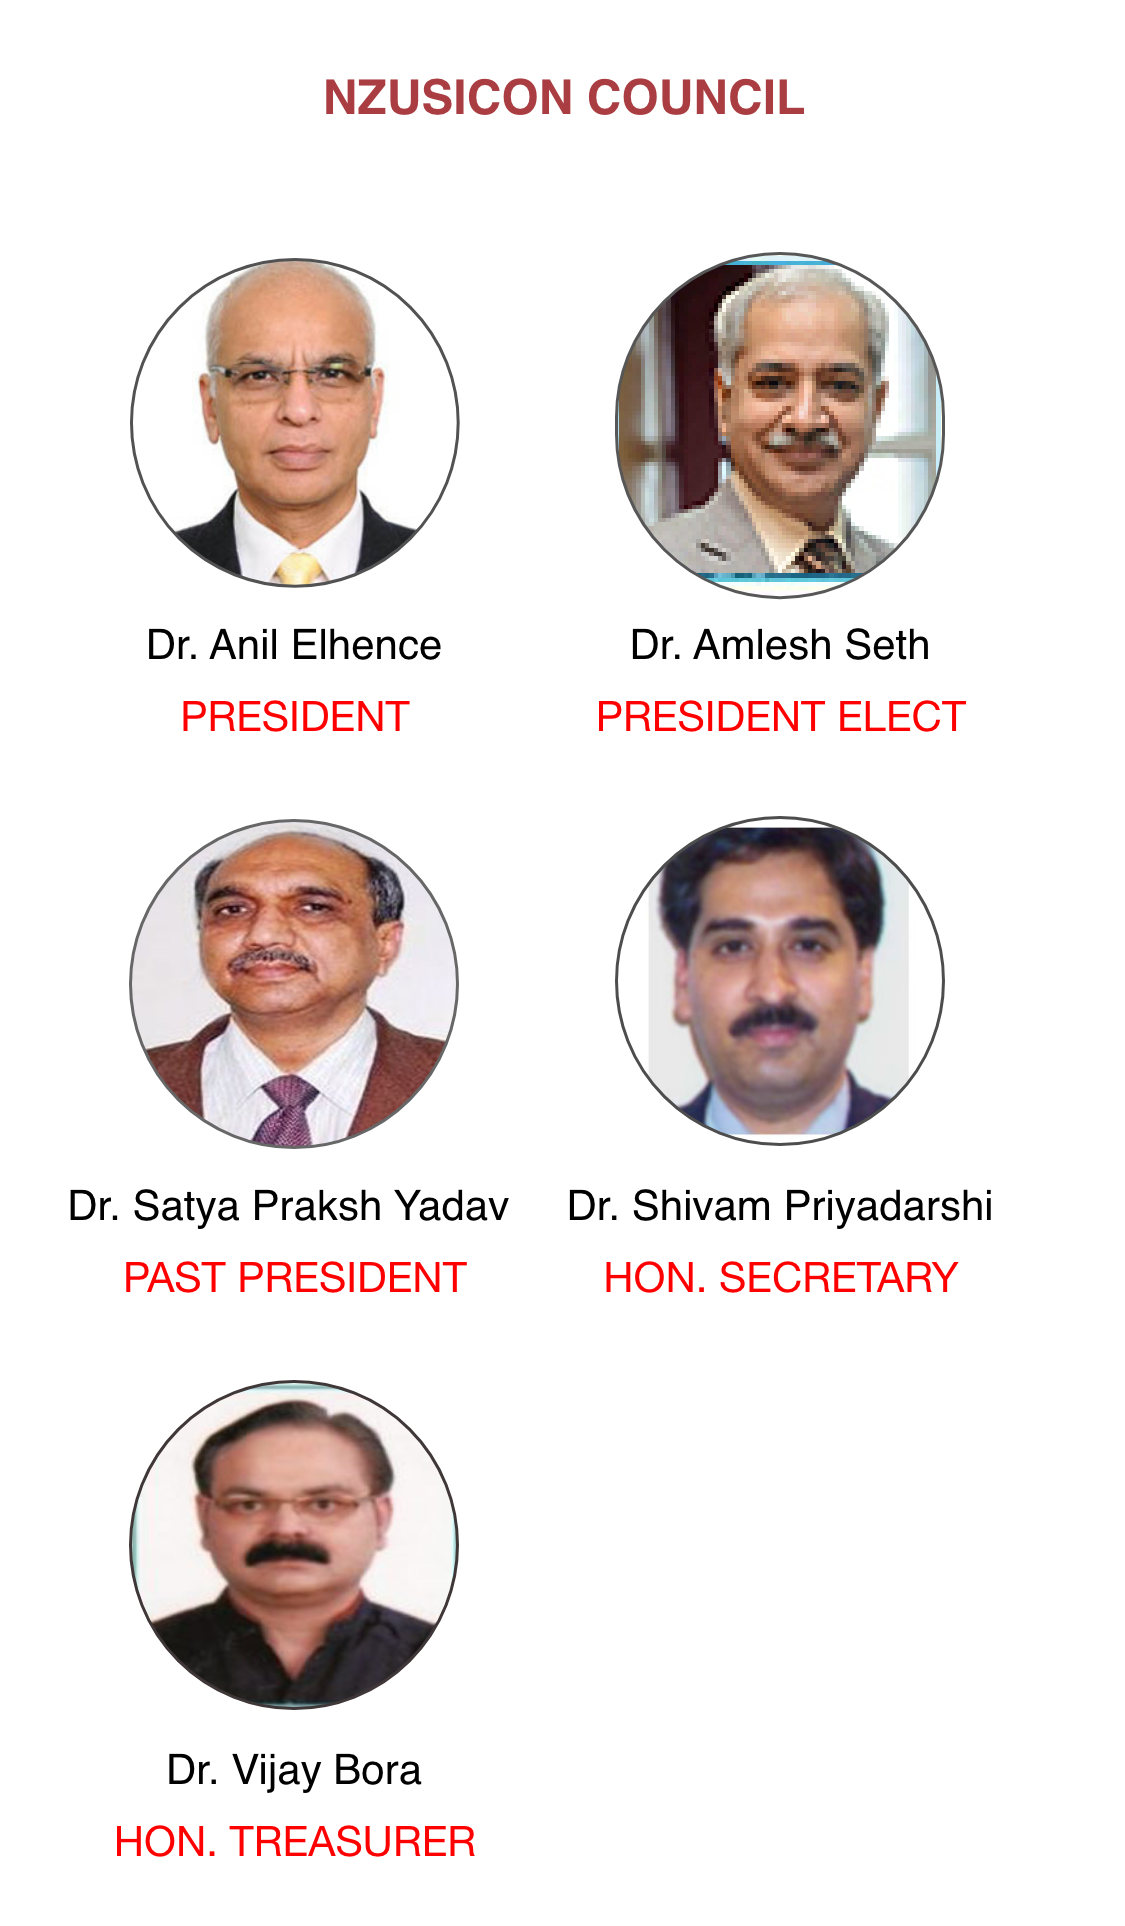 NZUSICON COUNCIL
Dr. Anil Elhence
PRESIDENT
Dr. Amlesh Seth
PRESIDENT ELECT
Dr. Satya Praksh Yadav
PAST PRESIDENT
Dr. Shivam Priyadarshi
HON. SECRETARY
Dr. Vijay Bora
HON. TREASURER